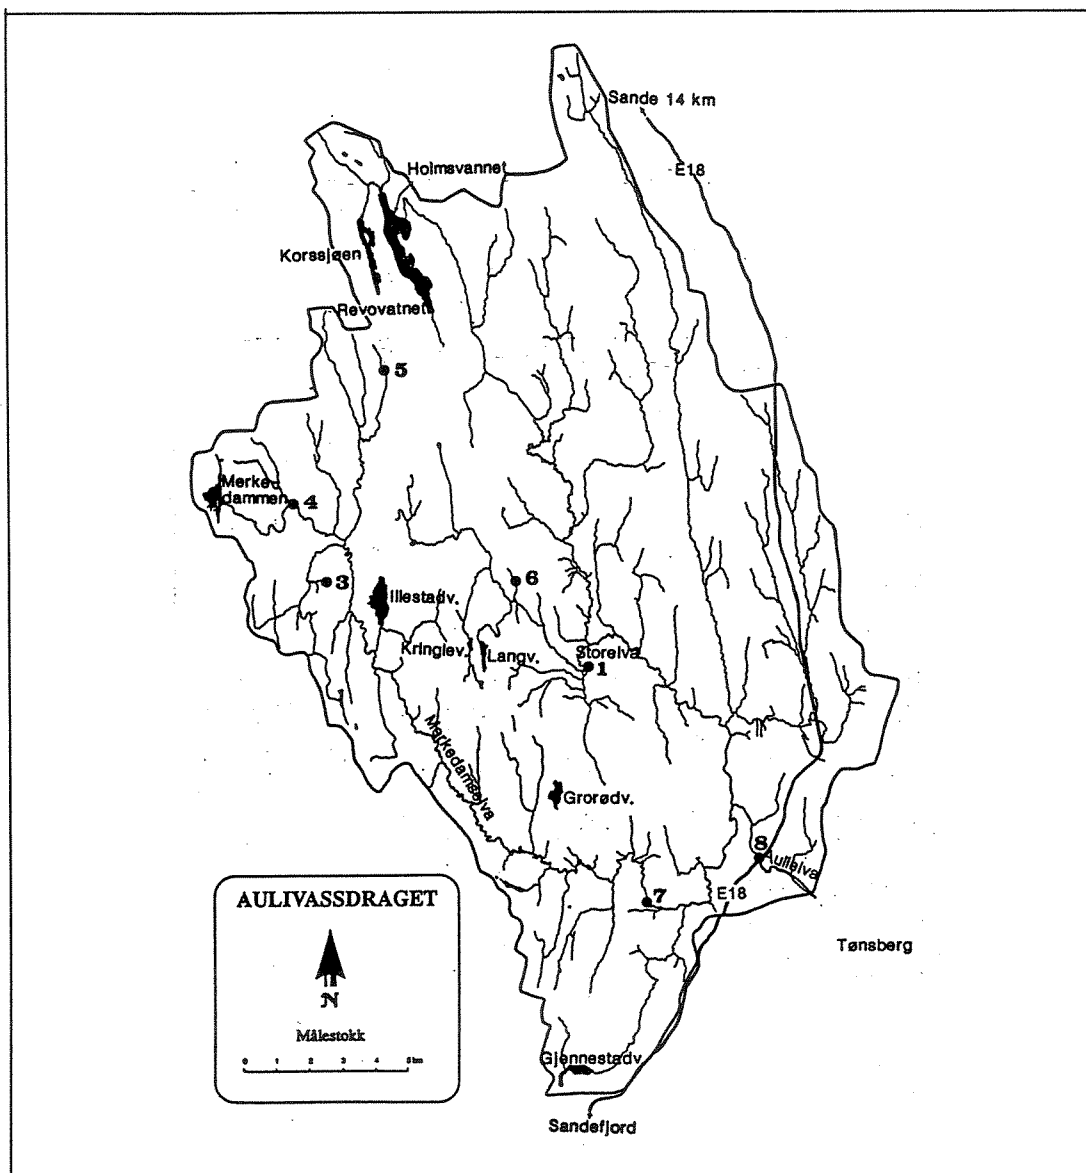 Sande 14 km
E18
Holmsvannet
Korssjøen
Revovatnet
5
Merke-
dammen
4
3
6
Illestadv.
Kringlev.
Langv.
Storelva
1
Merkedamselva
Grorødv.
8
Aulielva
E18
7
Tønsberg
AULIVASSDRAGET
N
Målestokk
0 1 2 3 4 5 km
Gjennestadv.
Sandefjord